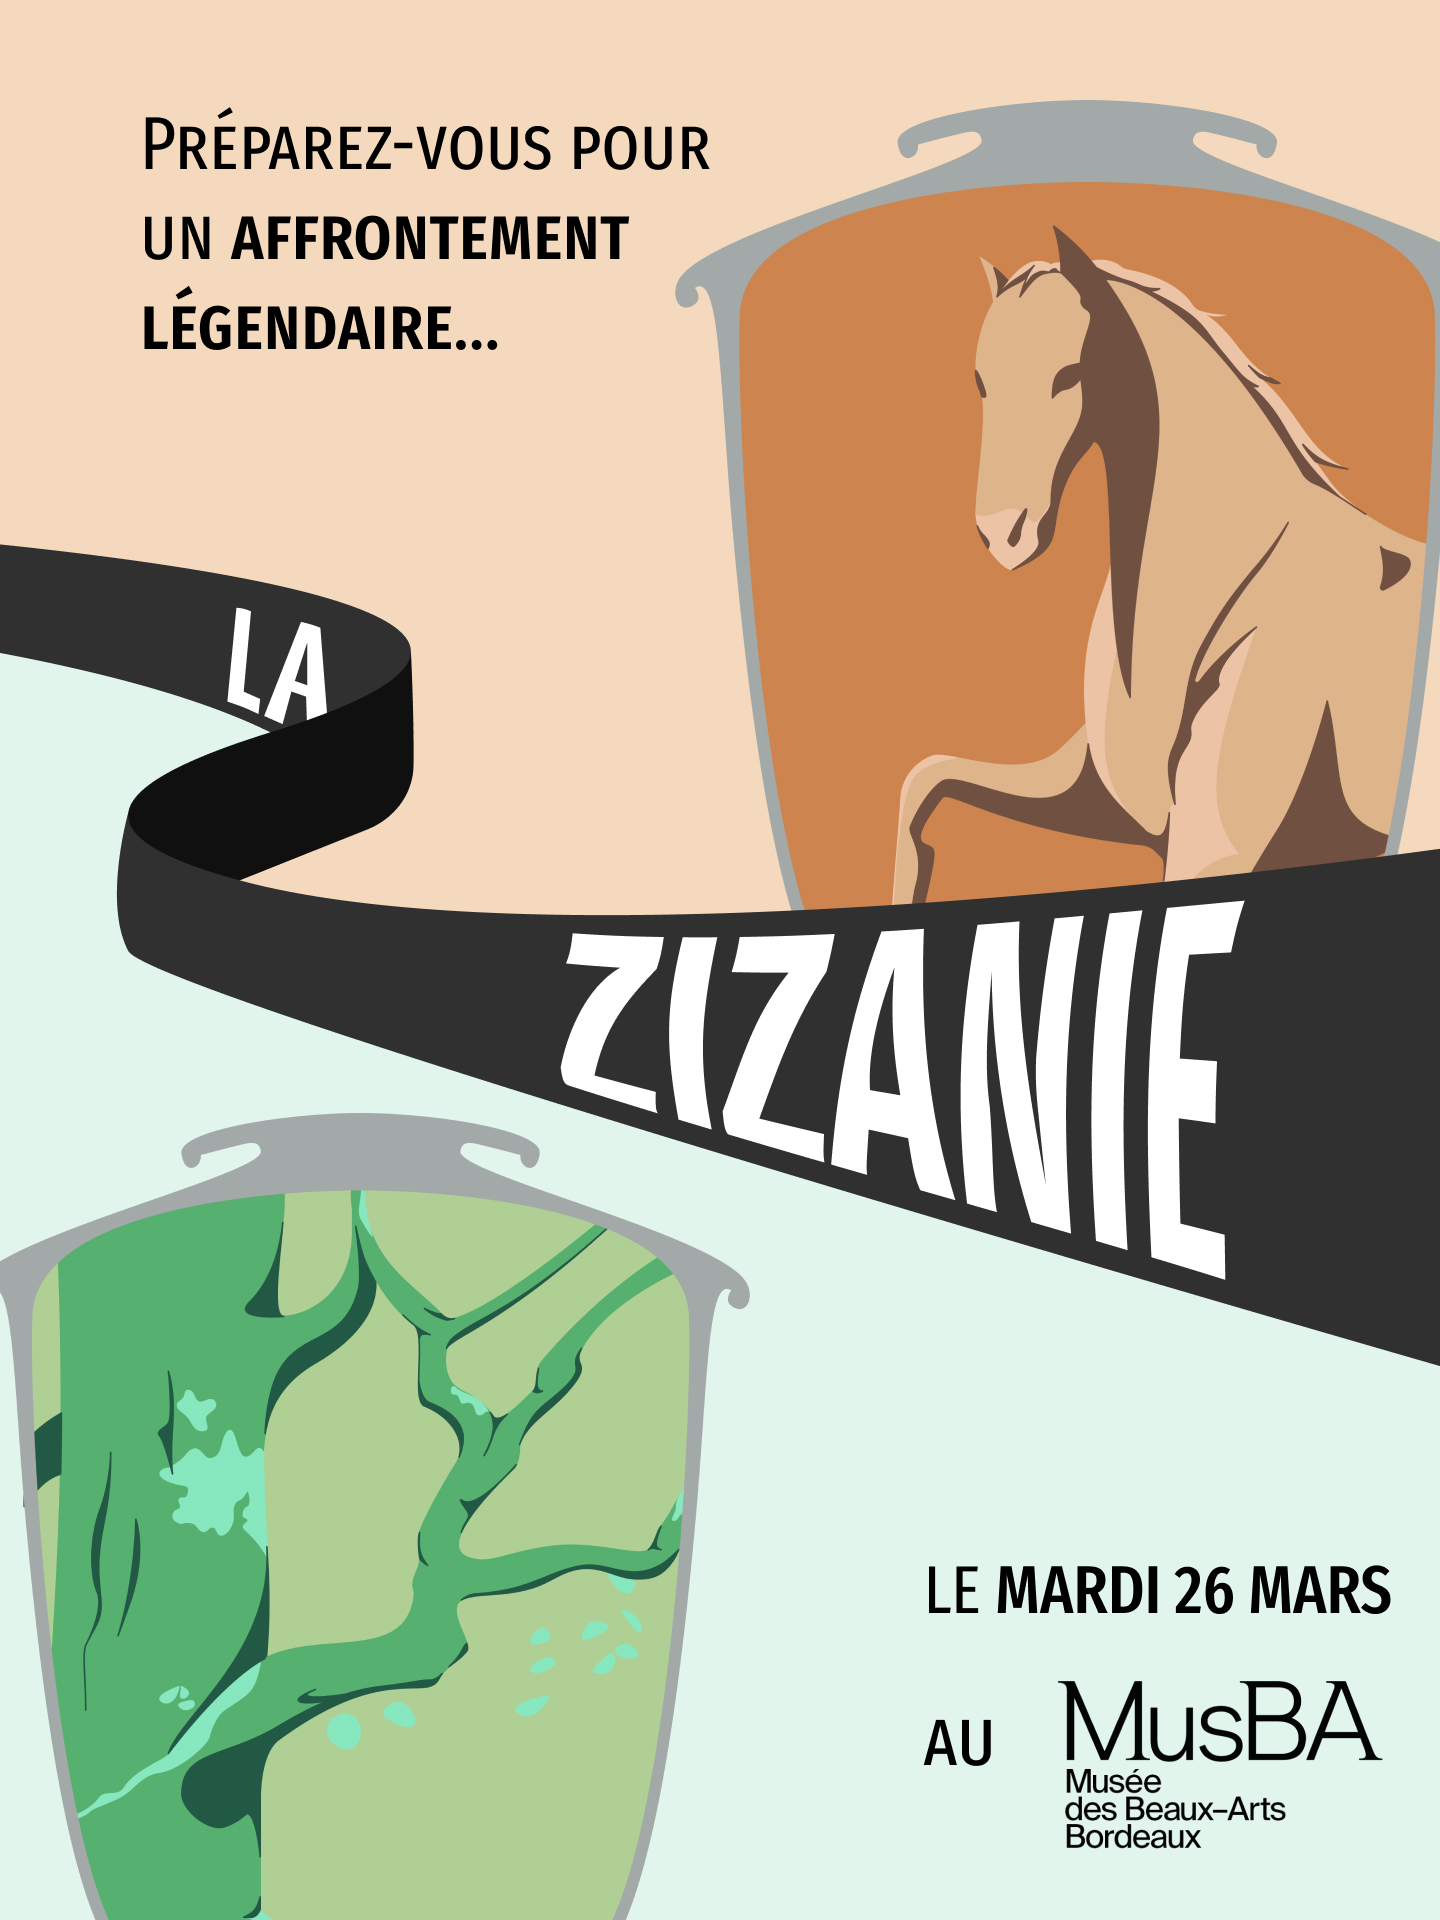 PRÉPAREZ-VOUS POUR
UN AFFRONTEMENT
LÉGENDAIRE...
LA
ZIZANIE
LE MARDI 26 MARS
AU
MusBA
Musée
des Beaux-Arts
Bordeaux